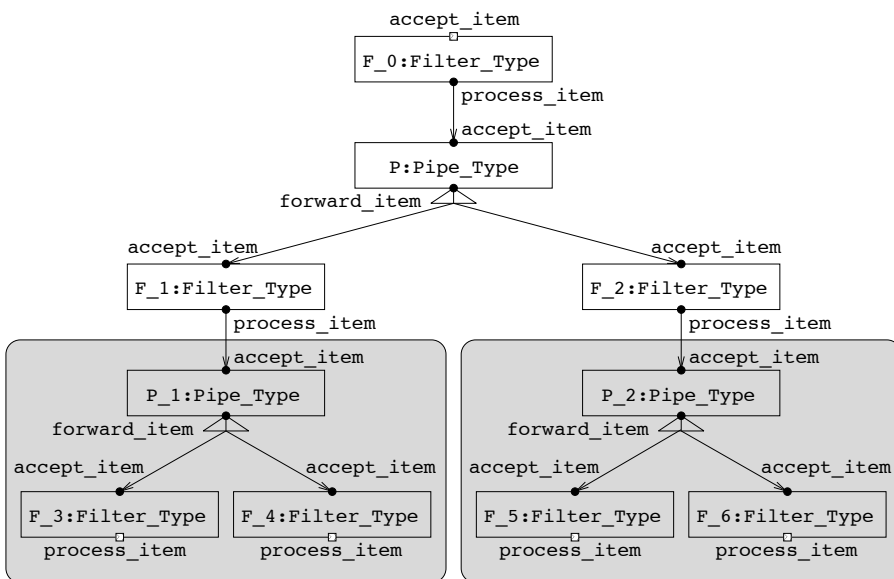 accept_item
F_0:Filter_Type
process_item
accept_item
P:Pipe_Type
forward_item
accept_item accept_item
F_1:Filter_Type F_2:Filter_Type
process_item process_item
accept_item accept_item
P_1:Pipe_Type P_2:Pipe_Type
forward_item forward_item
accept_item accept_item accept_item accept_item
F_3:Filter_Type F_4:Filter_Type F_5:Filter_Type F_6:Filter_Type
process_item process_item process_item process_item